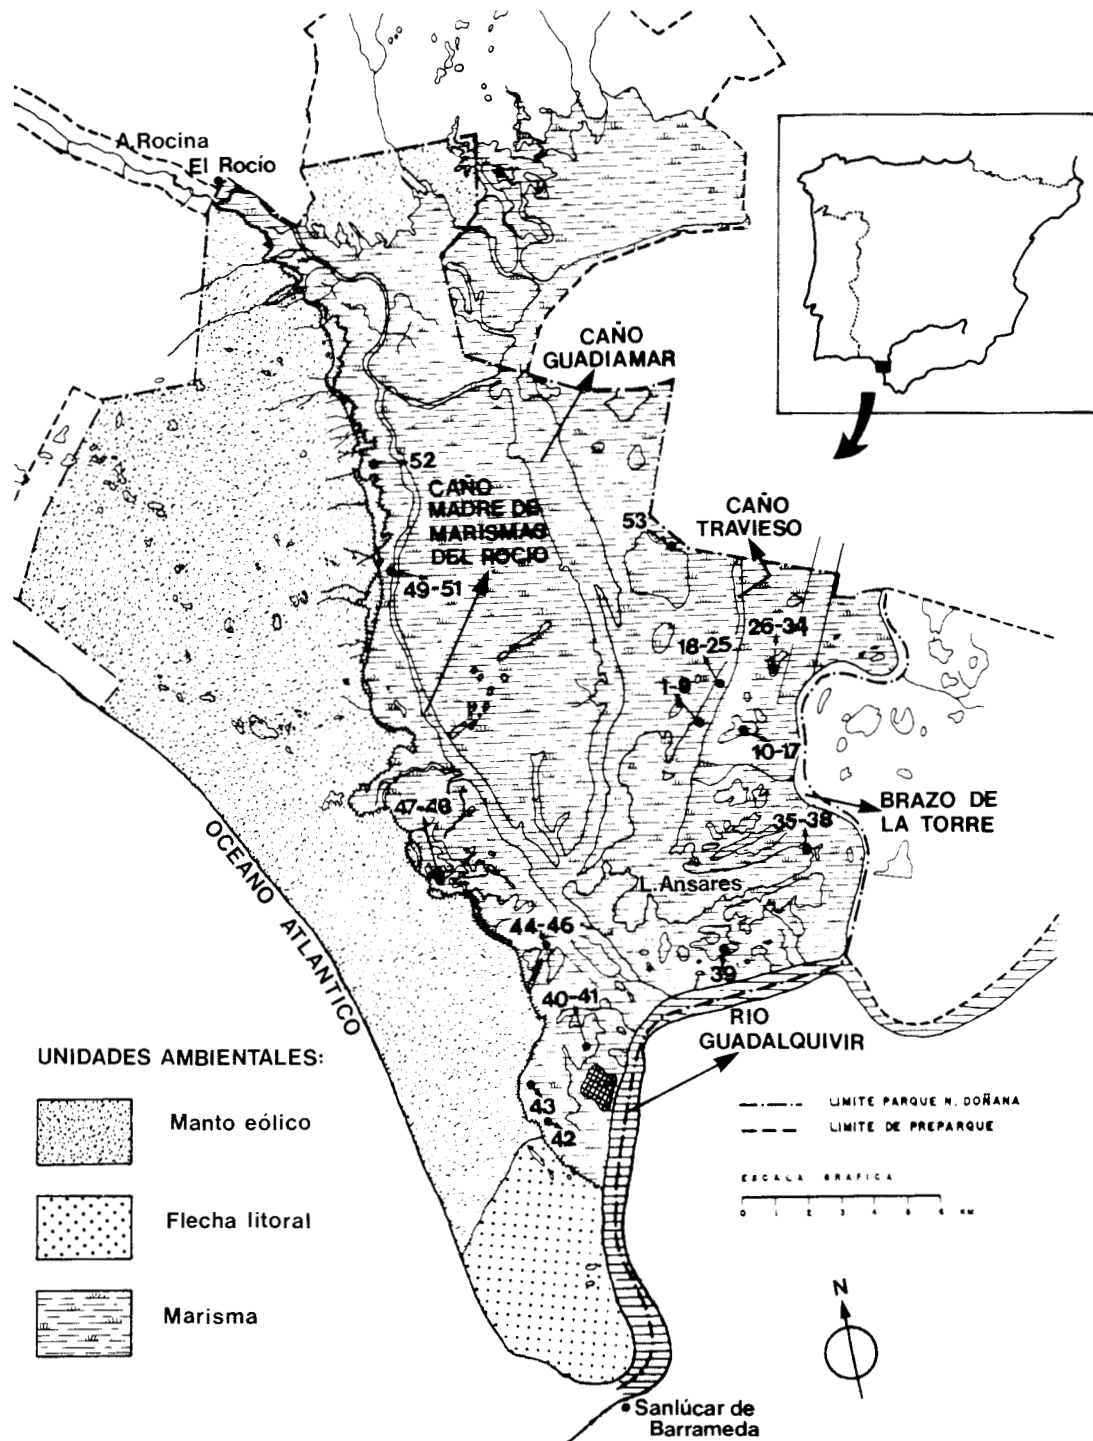 A.Rocina
El Rocío
CAÑO
GUADIAMAR
52
CAÑO
MADRE DE
MARISMAS
DEL ROCIO
53
CAÑO
TRAVIESO
49-51
26-34
18-25
1-9
10-17
47-48
BRAZO DE
LA TORRE
35-38
OCEANO ATLANTICO
L.Ansares
44-46
39
40-41
RIO
GUADALQUIVIR
UNIDADES AMBIENTALES:
Manto eólico
43
42
LIMITE PARQUE N. DOÑANA
LIMITE DE PREPARQUE
ESCALA GRAFICA
0 1 2 3 4 5 6 KM
Flecha litoral
Marisma
N
Sanlúcar de
Barrameda